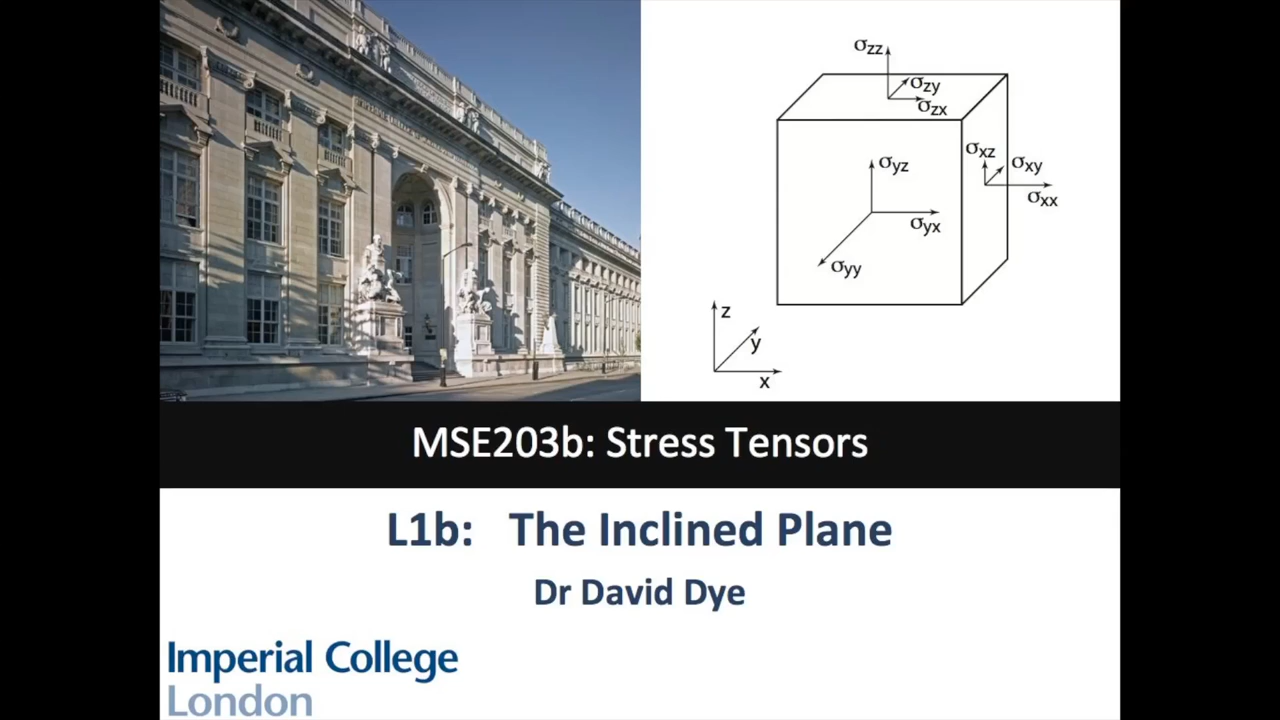 σzz
σzy
σzx
σxz
σxy
σxx
σyz
σyx
σyy
z
y
x
MSE203b: Stress Tensors
L1b: The Inclined Plane
Dr David Dye
Imperial College
London